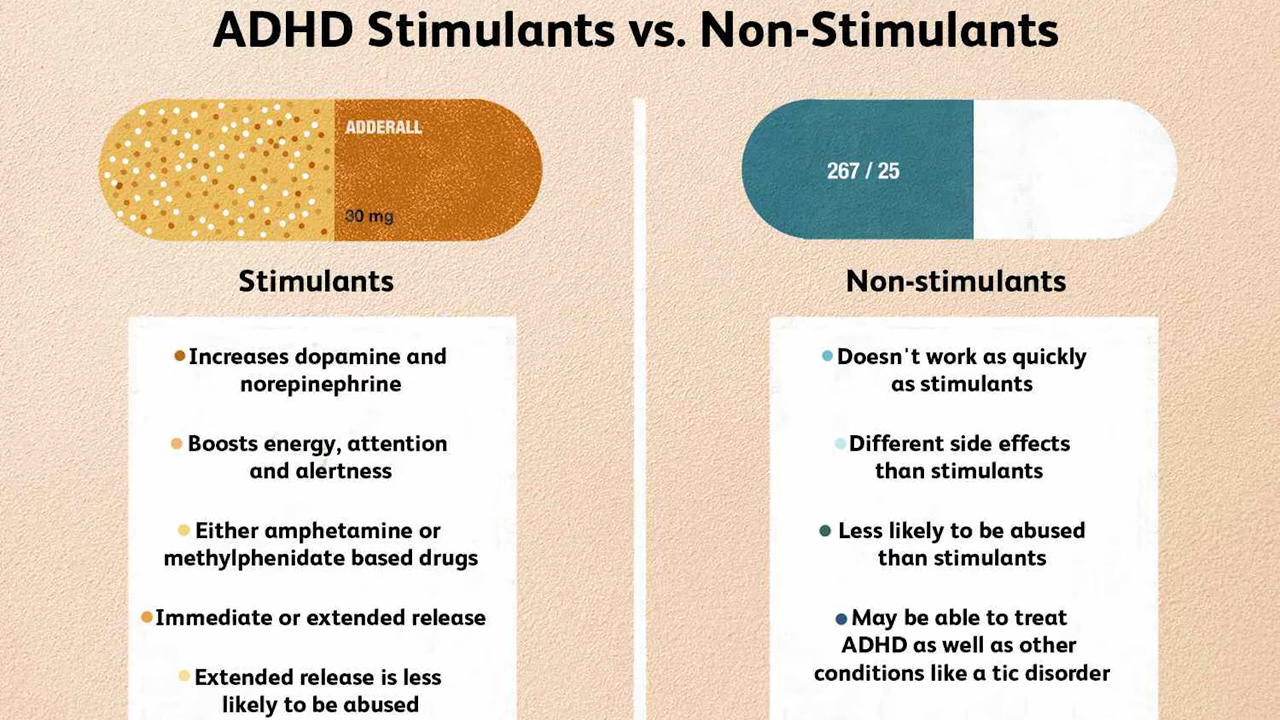 ADHD Stimulants vs. Non-Stimulants
ADDERALL
30 mg
Stimulants
Increases dopamine and
norepinephrine
Boosts energy, attention
and alertness
Either amphetamine or
methylphenidate based drugs
Immediate or extended release
Extended release is less
likely to be abused
267 / 25
Non-stimulants
Doesn't work as quickly
as stimulants
Different side effects
than stimulants
Less likely to be abused
than stimulants
May be able to treat
ADHD as well as other
conditions like a tic disorder